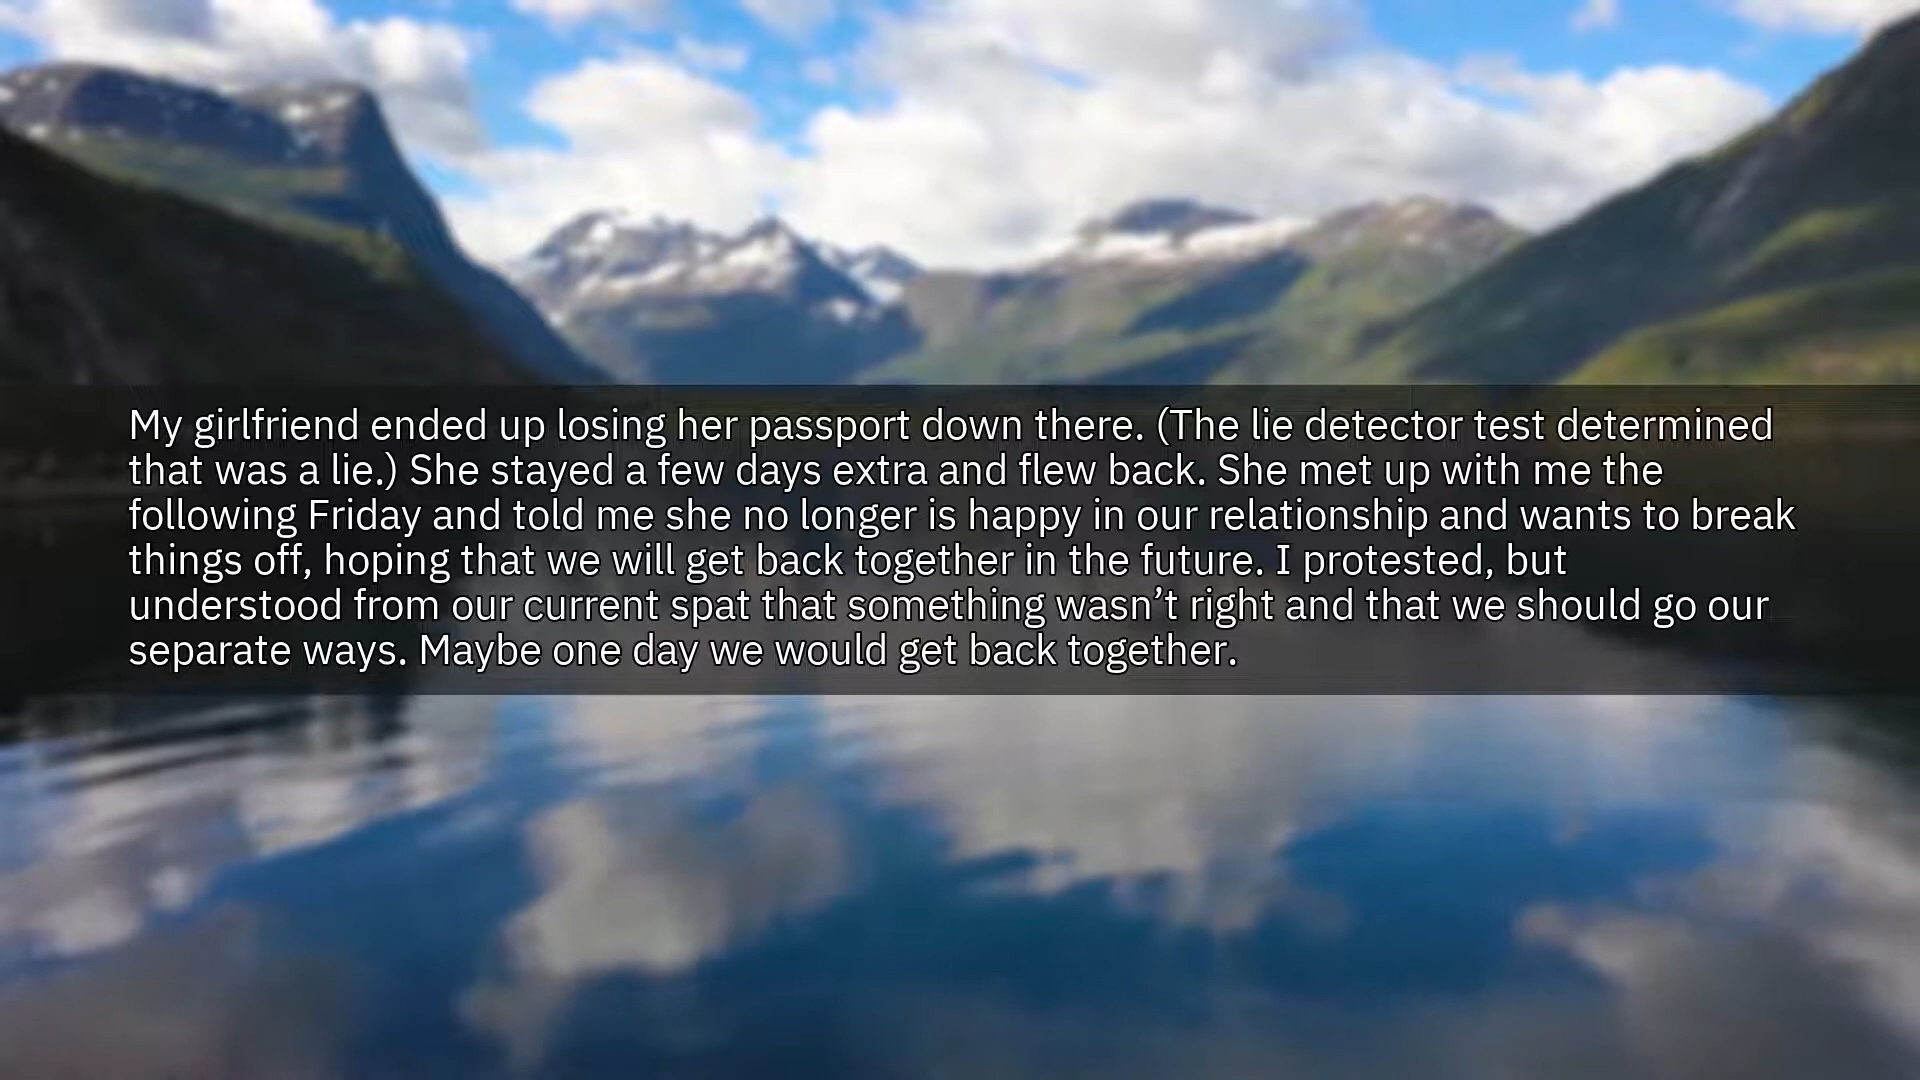 My girlfriend ended up losing her passport down there. (The lie detector test determined
that was a lie.) She stayed a few days extra and flew back. She met up with me the
following Friday and told me she no longer is happy in our relationship and wants to break
things off, hoping that we will get back together in the future. I protested, but
understood from our current spat that something wasn’t right and that we should go our
separate ways. Maybe one day we would get back together.